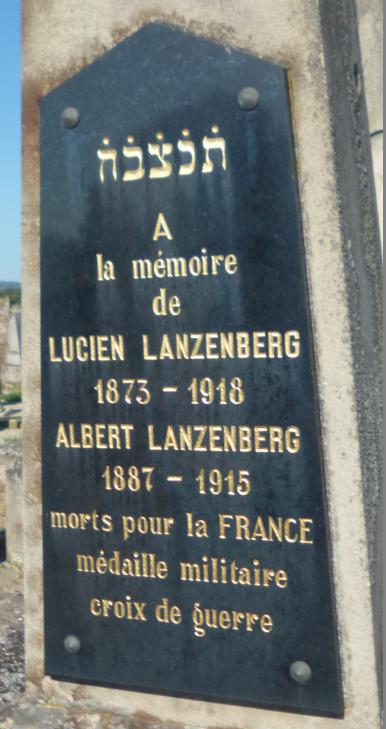 תׄנׄצׄבׄהׄ
A
la mémoire
de
LUCIEN LANZENBERG
1873 - 1918
ALBERT LANZENBERG
1887 - 1915
morts pour la FRANCE
médaille militaire
croix de guerre